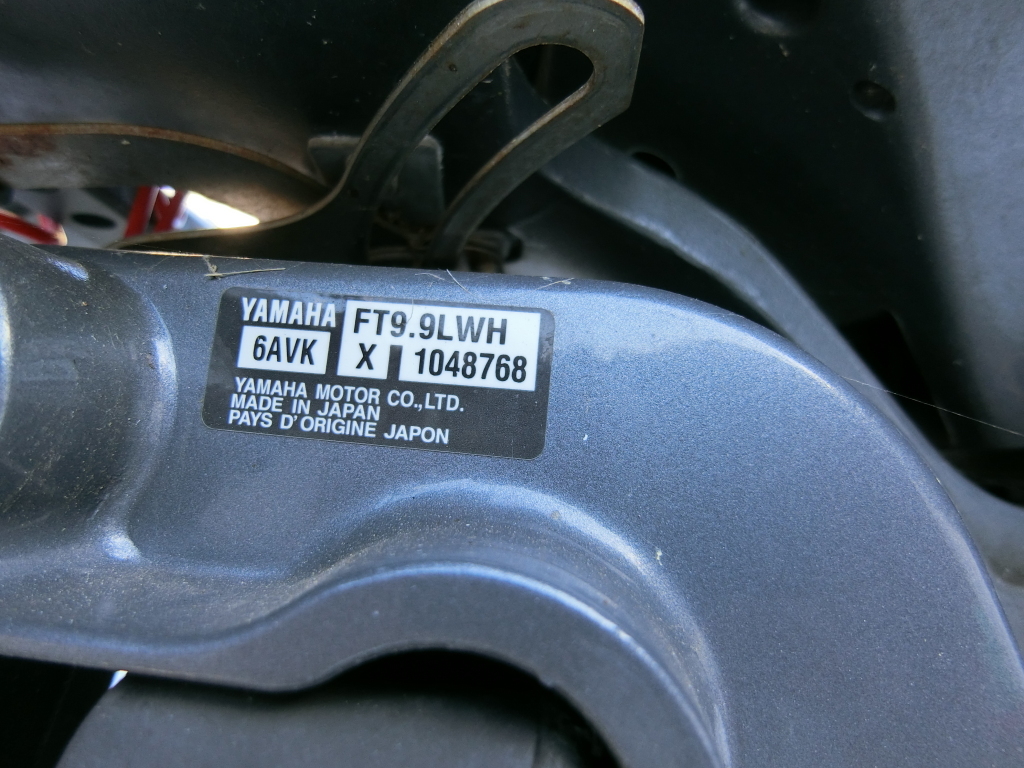 YAMAHA FT9.9LWH
6AVK X 1048768
YAMAHA MOTOR CO.,LTD.
MADE IN JAPAN
PAYS D'ORIGINE JAPON